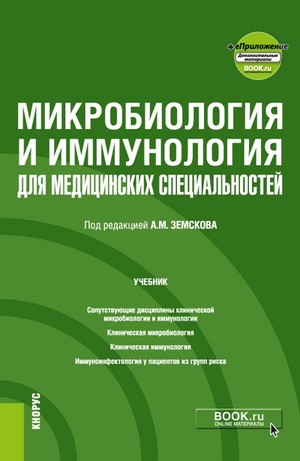 + еПриложение
Дополнительные
материалы
BOOK.ru
МИКРОБИОЛОГИЯ
И ИММУНОЛОГИЯ
ДЛЯ МЕДИЦИНСКИХ СПЕЦИАЛЬНОСТЕЙ
Под редакцией А.М. ЗЕМСКОВА
УЧЕБНИК
Сопутствующие дисциплины клинической
микробиологии и иммунологии
Клиническая микробиология
Клиническая иммунология
Иммуноинфектология у пациентов из групп риска
КНОРУС
BOOK.ru
ONLINE МАТЕРИАЛЫ